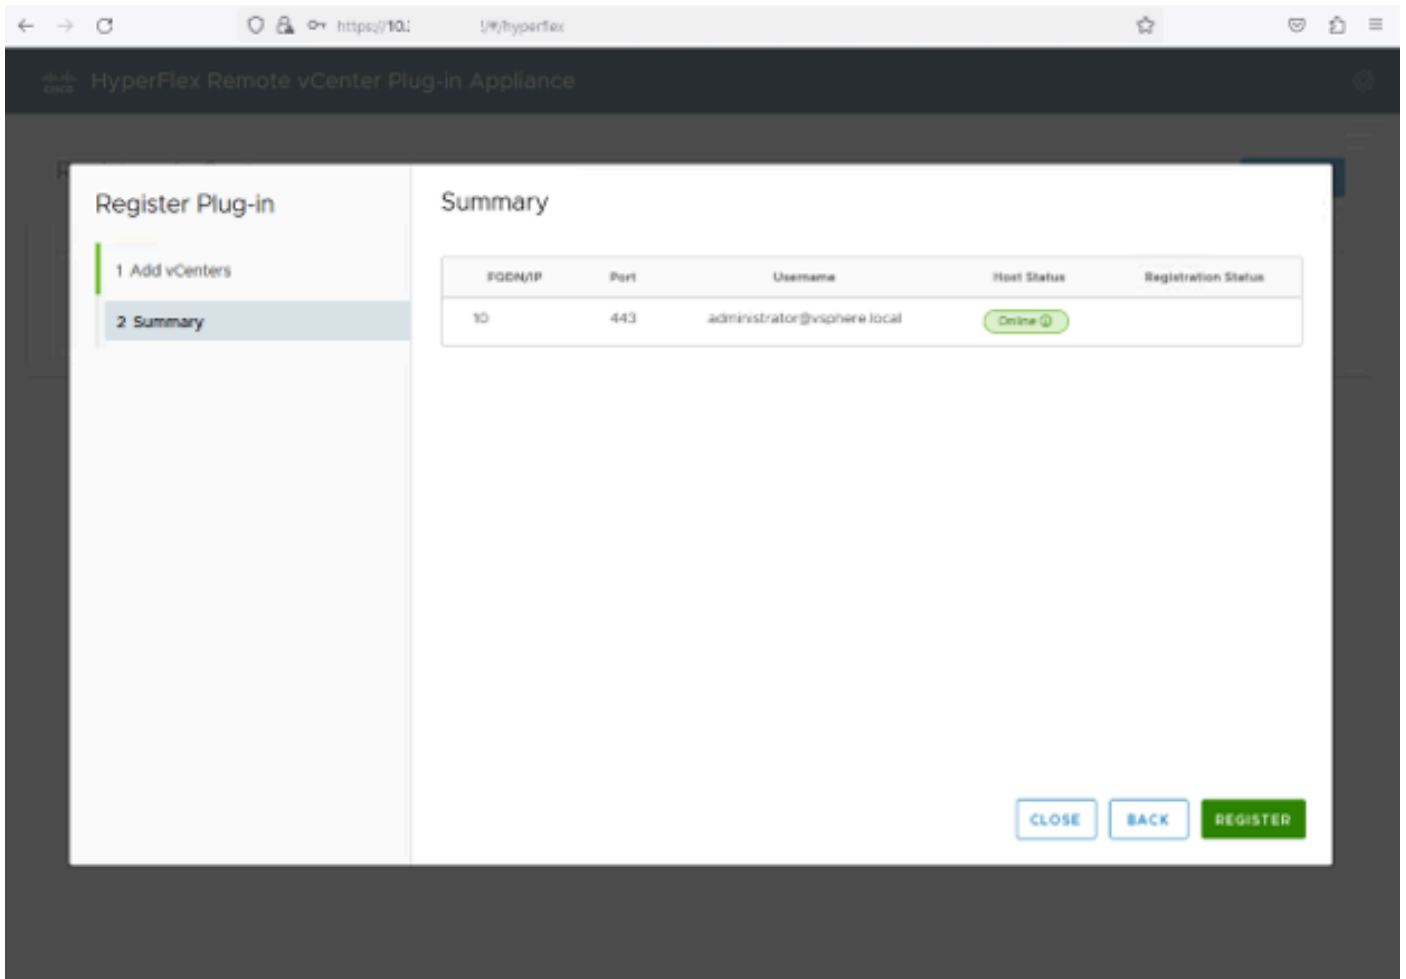 https://10.: !/#/hyperflex
CISCO HyperFlex Remote vCenter Plug-in Appliance
Register Plug-in
Summary
1 Add vCenters
2 Summary
FQDN/IP Port Username Host Status Registration Status
10 443 administrator@vsphere.local Online
CLOSE BACK REGISTER